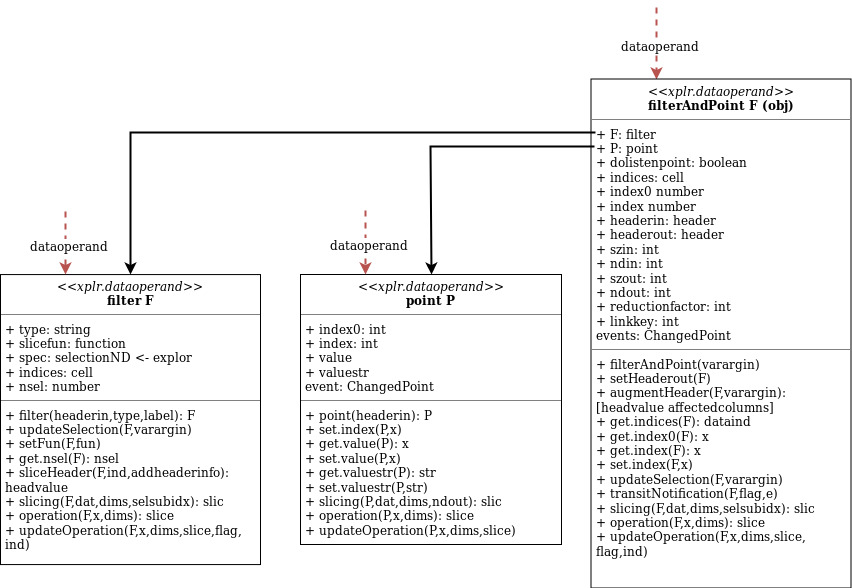 dataoperand
<<xplr.dataoperand>>
filterAndPoint F (obj)
+ F: filter
+ P: point
+ dolistenpoint: boolean
+ indices: cell
+ index0 number
+ index number
+ headerin: header
+ headerout: header
+ szin: int
+ ndin: int
+ szout: int
+ ndout: int
+ reductionfactor: int
+ linkkey: int
events: ChangedPoint
+ filterAndPoint(varargin)
+ setHeaderout(F)
+ augmentHeader(F,varargin):
[headvalue affectedcolumns]
+ get.indices(F): dataind
+ get.index0(F): x
+ get.index(F): x
+ set.index(F,x)
+ updateSelection(F,varargin)
+ transitNotification(F,flag,e)
+ slicing(F,dat,dims,selsubidx): slic
+ operation(F,x,dims): slice
+ updateOperation(F,x,dims,slice,
flag,ind)
dataoperand
<<xplr.dataoperand>>
filter F
+ type: string
+ slicefun: function
+ spec: selectionND <- explor
+ indices: cell
+ nsel: number
+ filter(headerin,type,label): F
+ updateSelection(F,varargin)
+ setFun(F,fun)
+ get.nsel(F): nsel
+ sliceHeader(F,ind,addheaderinfo):
headvalue
+ slicing(F,dat,dims,selsubidx): slic
+ operation(F,x,dims): slice
+ updateOperation(F,x,dims,slice,flag,
ind)
dataoperand
<<xplr.dataoperand>>
point P
+ index0: int
+ index: int
+ value
+ valuestr
event: ChangedPoint
+ point(headerin): P
+ set.index(P,x)
+ get.value(P): x
+ set.value(P,x)
+ get.valuestr(P): str
+ set.valuestr(P,str)
+ slicing(P,dat,dims,ndout): slic
+ operation(P,x,dims): slice
+ updateOperation(P,x,dims,slice)